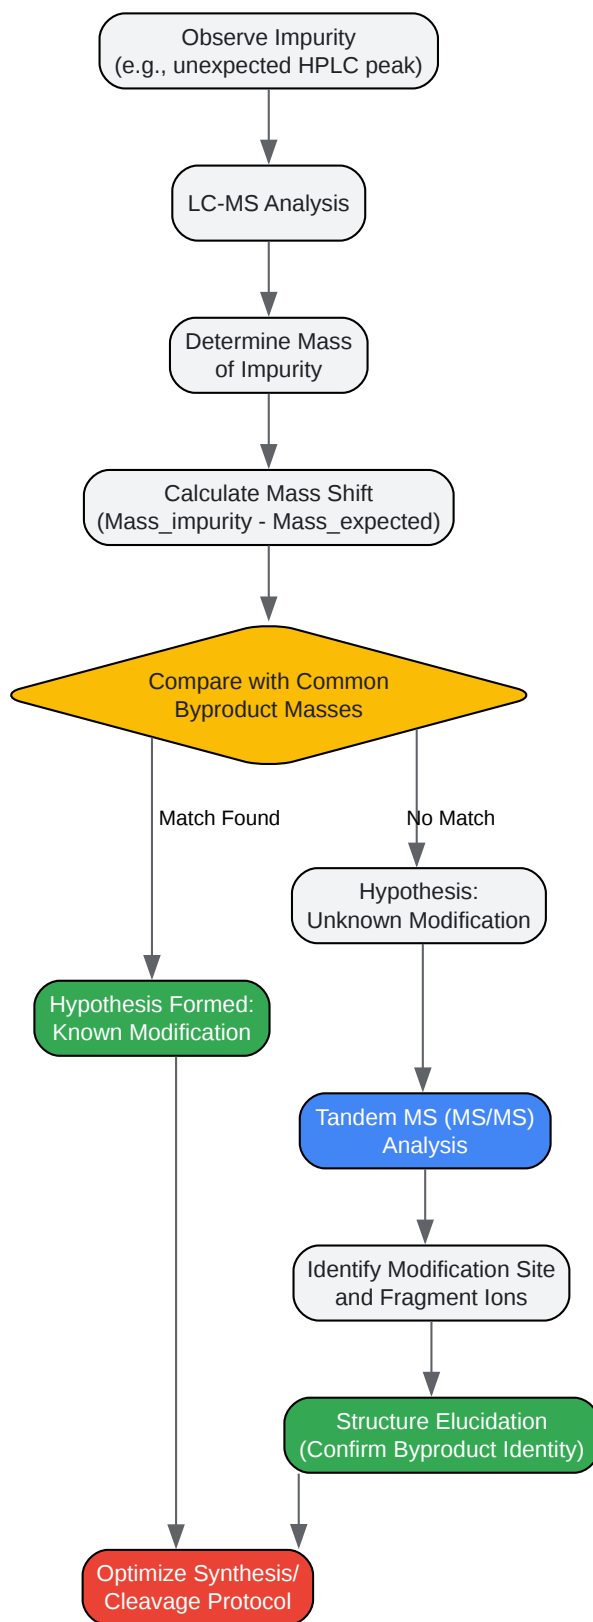 Observe Impurity
(e.g., unexpected HPLC peak)
LC-MS Analysis
Determine Mass
of Impurity
Calculate Mass Shift
(Mass_impurity - Mass_expected)
Compare with Common
Byproduct Masses
Match Found
No Match
Hypothesis:
Unknown Modification
Hypothesis Formed:
Known Modification
Tandem MS (MS/MS)
Analysis
Identify Modification Site
and Fragment Ions
Structure Elucidation
(Confirm Byproduct Identity)
Optimize Synthesis/
Cleavage Protocol